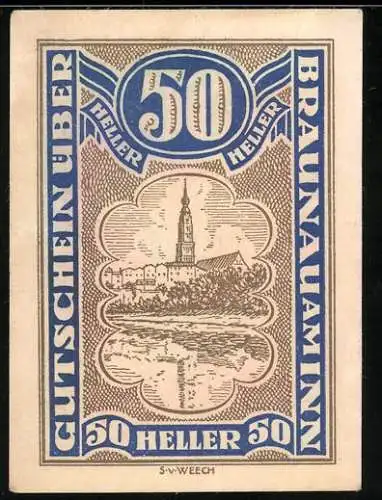 50
HELLER HELLER
GUTSCHEIN ÜBER
BRAUNAU AM INN
50 HELLER 50
S.v.WEECH